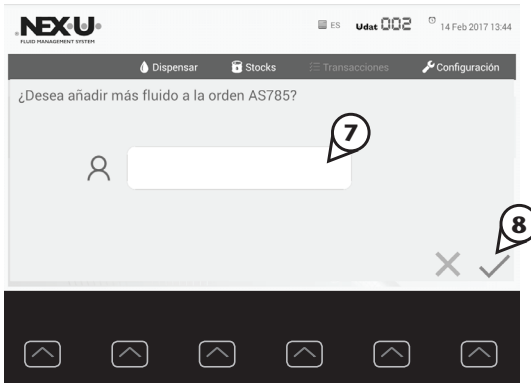 NEX·U·
FLUID MANAGEMENT SYSTEM
ES Udat 002 14 Feb 2017 13:44
Dispensar Stocks Transacciones Configuración
¿Desea añadir más fluido a la orden AS785?
7
8